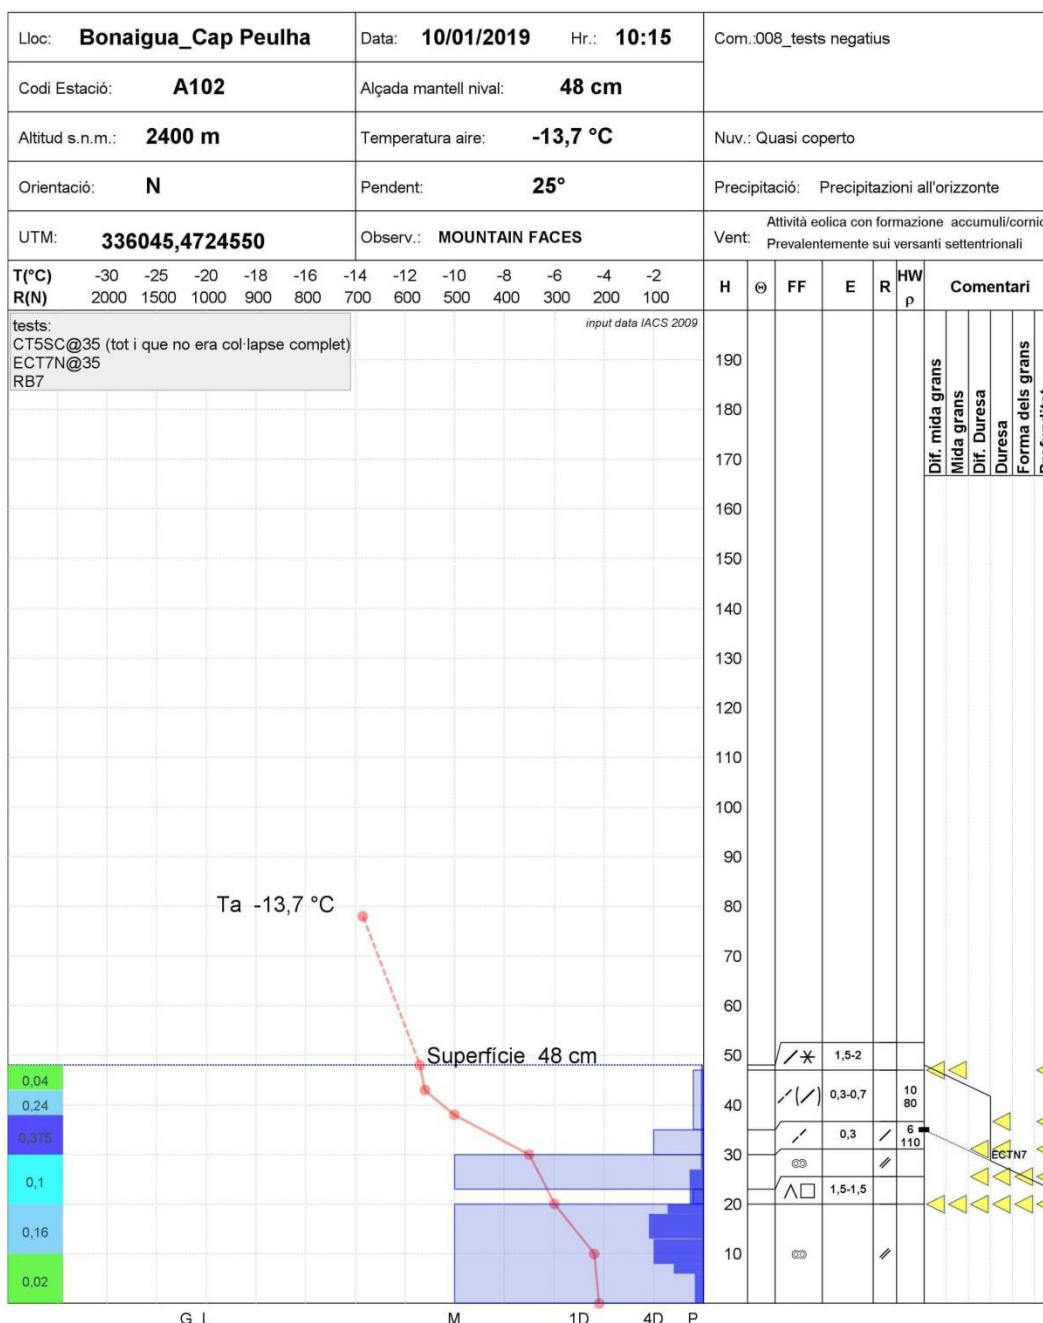 Lloc: Bonaigua_Cap Peulha Data: 10/01/2019 Hr.: 10:15 Com.:008_tests negatius
Codi Estació: A102 Alçada mantell nival: 48 cm
Altitud s.n.m.: 2400 m Temperatura aire: -13,7 °C Nuv.: Quasi coperto
Orientació: N Pendent: 25° Precipitació: Precipitazioni all'orizzonte
UTM: 336045,4724550 Observ.: MOUNTAIN FACES Vent: Attività eolica con formazione accumuli/cornic
Prevalentemente sui versanti settentrionali
T(°C) -30 -25 -20 -18 -16 -14 -12 -10 -8 -6 -4 -2
R(N) 2000 1500 1000 900 800 700 600 500 400 300 200 100
H Θ FF E R HW ρ Comentari
tests:
CT5SC@35 (tot i que no era col·lapse complet)
ECT7N@35
RB7
input data IACS 2009
Dif. mida grans
Mida grans
Dif. Duresa
Duresa
Forma dels grans
190
180
170
160
150
140
130
120
110
100
90
80
70
60
50
40
30
20
10
Ta -13,7 °C
Superfície 48 cm
0,04
0,24
0,375
0,1
0,16
0,02
1,5-2
0,3-0,7 10
80
0,3 6
110
ECTN7
1,5-1,5
G L M 1D 4D P